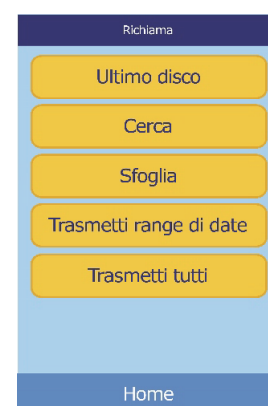 Richiama
Ultimo disco
Cerca
Sfoglia
Trasmetti range di date
Trasmetti tutti
Home